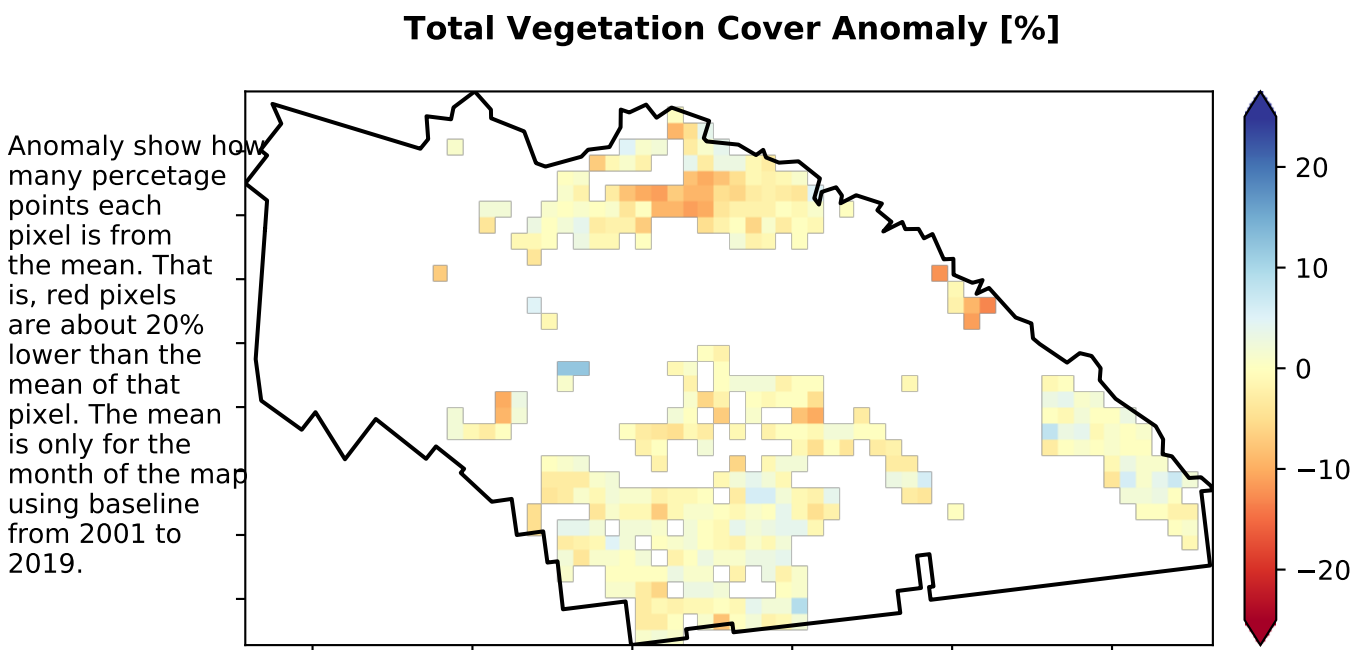 Total Vegetation Cover Anomaly [%]
Anomaly show how
many percetage
points each
pixel is from
the mean. That
is, red pixels
are about 20%
lower than the
mean of that
pixel. The mean
is only for the
month of the map
using baseline
from 2001 to
2019.
20
10
0
−10
−20